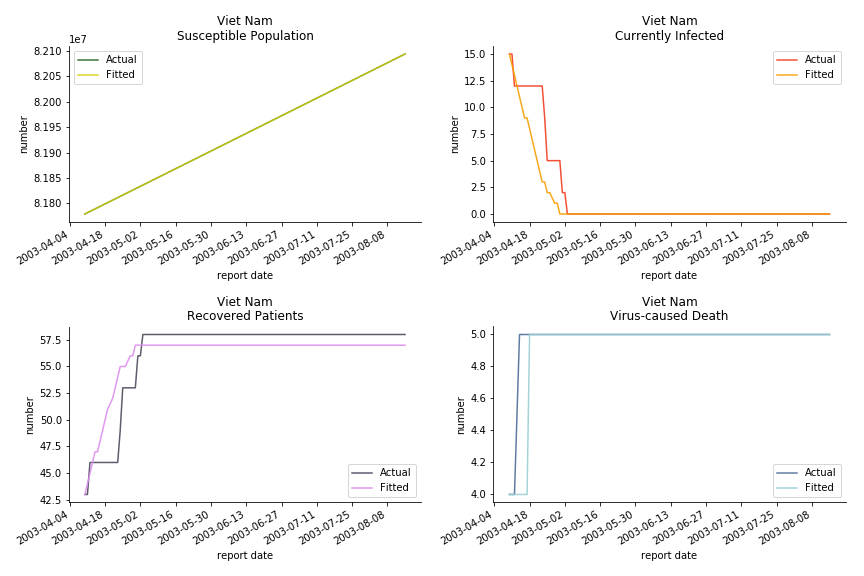 Viet Nam
Susceptible Population
1e7
8.210
8.205
8.200
8.195
8.190
8.185
8.180
number
Actual
Fitted
2003-04-04
2003-04-18
2003-05-02
2003-05-16
2003-05-30
2003-06-13
2003-06-27
2003-07-11
2003-07-25
2003-08-08
report date
Viet Nam
Currently Infected
15.0
12.5
10.0
7.5
5.0
2.5
0.0
number
Actual
Fitted
2003-04-04
2003-04-18
2003-05-02
2003-05-16
2003-05-30
2003-06-13
2003-06-27
2003-07-11
2003-07-25
2003-08-08
report date
Viet Nam
Recovered Patients
57.5
55.0
52.5
50.0
47.5
45.0
42.5
number
Actual
Fitted
2003-04-04
2003-04-18
2003-05-02
2003-05-16
2003-05-30
2003-06-13
2003-06-27
2003-07-11
2003-07-25
2003-08-08
report date
Viet Nam
Virus-caused Death
5.0
4.8
4.6
4.4
4.2
4.0
number
Actual
Fitted
2003-04-04
2003-04-18
2003-05-02
2003-05-16
2003-05-30
2003-06-13
2003-06-27
2003-07-11
2003-07-25
2003-08-08
report date